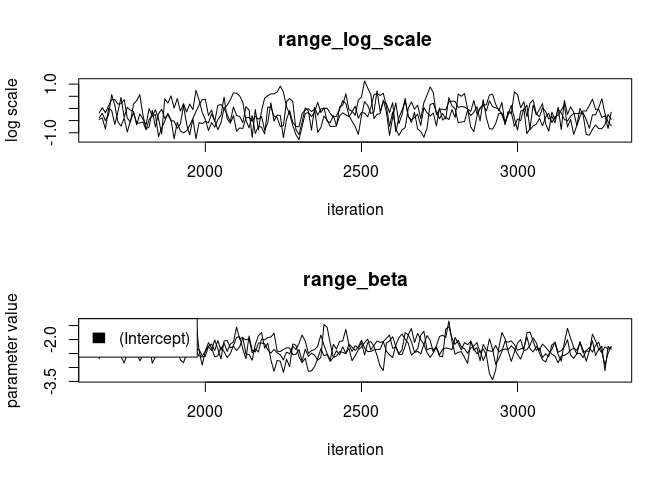 range_log_scale
log scale
1.0
-1.0
2000 2500 3000
iteration
range_beta
parameter value
-2.0
-3.5
(Intercept)
2000 2500 3000
iteration